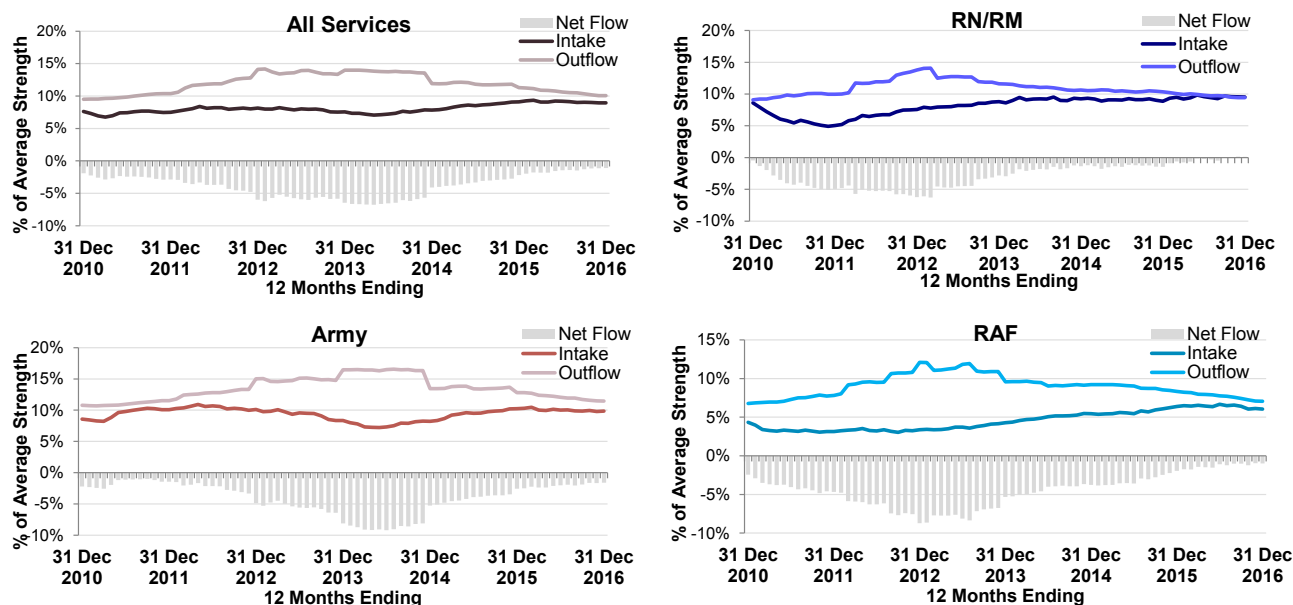 All Services
Net Flow
Intake
Outflow
% of Average Strength
20%
15%
10%
5%
0%
-5%
-10%
31 Dec 31 Dec 31 Dec 31 Dec 31 Dec 31 Dec 31 Dec
2010 2011 2012 2013 2014 2015 2016
12 Months Ending
RN/RM
Net Flow
Intake
Outflow
% of Average Strength
20%
15%
10%
5%
0%
-5%
-10%
31 Dec 31 Dec 31 Dec 31 Dec 31 Dec 31 Dec 31 Dec
2010 2011 2012 2013 2014 2015 2016
12 Months Ending
Army
Net Flow
Intake
Outflow
% of Average Strength
20%
15%
10%
5%
0%
-5%
-10%
31 Dec 31 Dec 31 Dec 31 Dec 31 Dec 31 Dec 31 Dec
2010 2011 2012 2013 2014 2015 2016
12 Months Ending
RAF
Net Flow
Intake
Outflow
% of Average Strength
15%
10%
5%
0%
-5%
-10%
31 Dec 31 Dec 31 Dec 31 Dec 31 Dec 31 Dec 31 Dec
2010 2011 2012 2013 2014 2015 2016
12 Months Ending